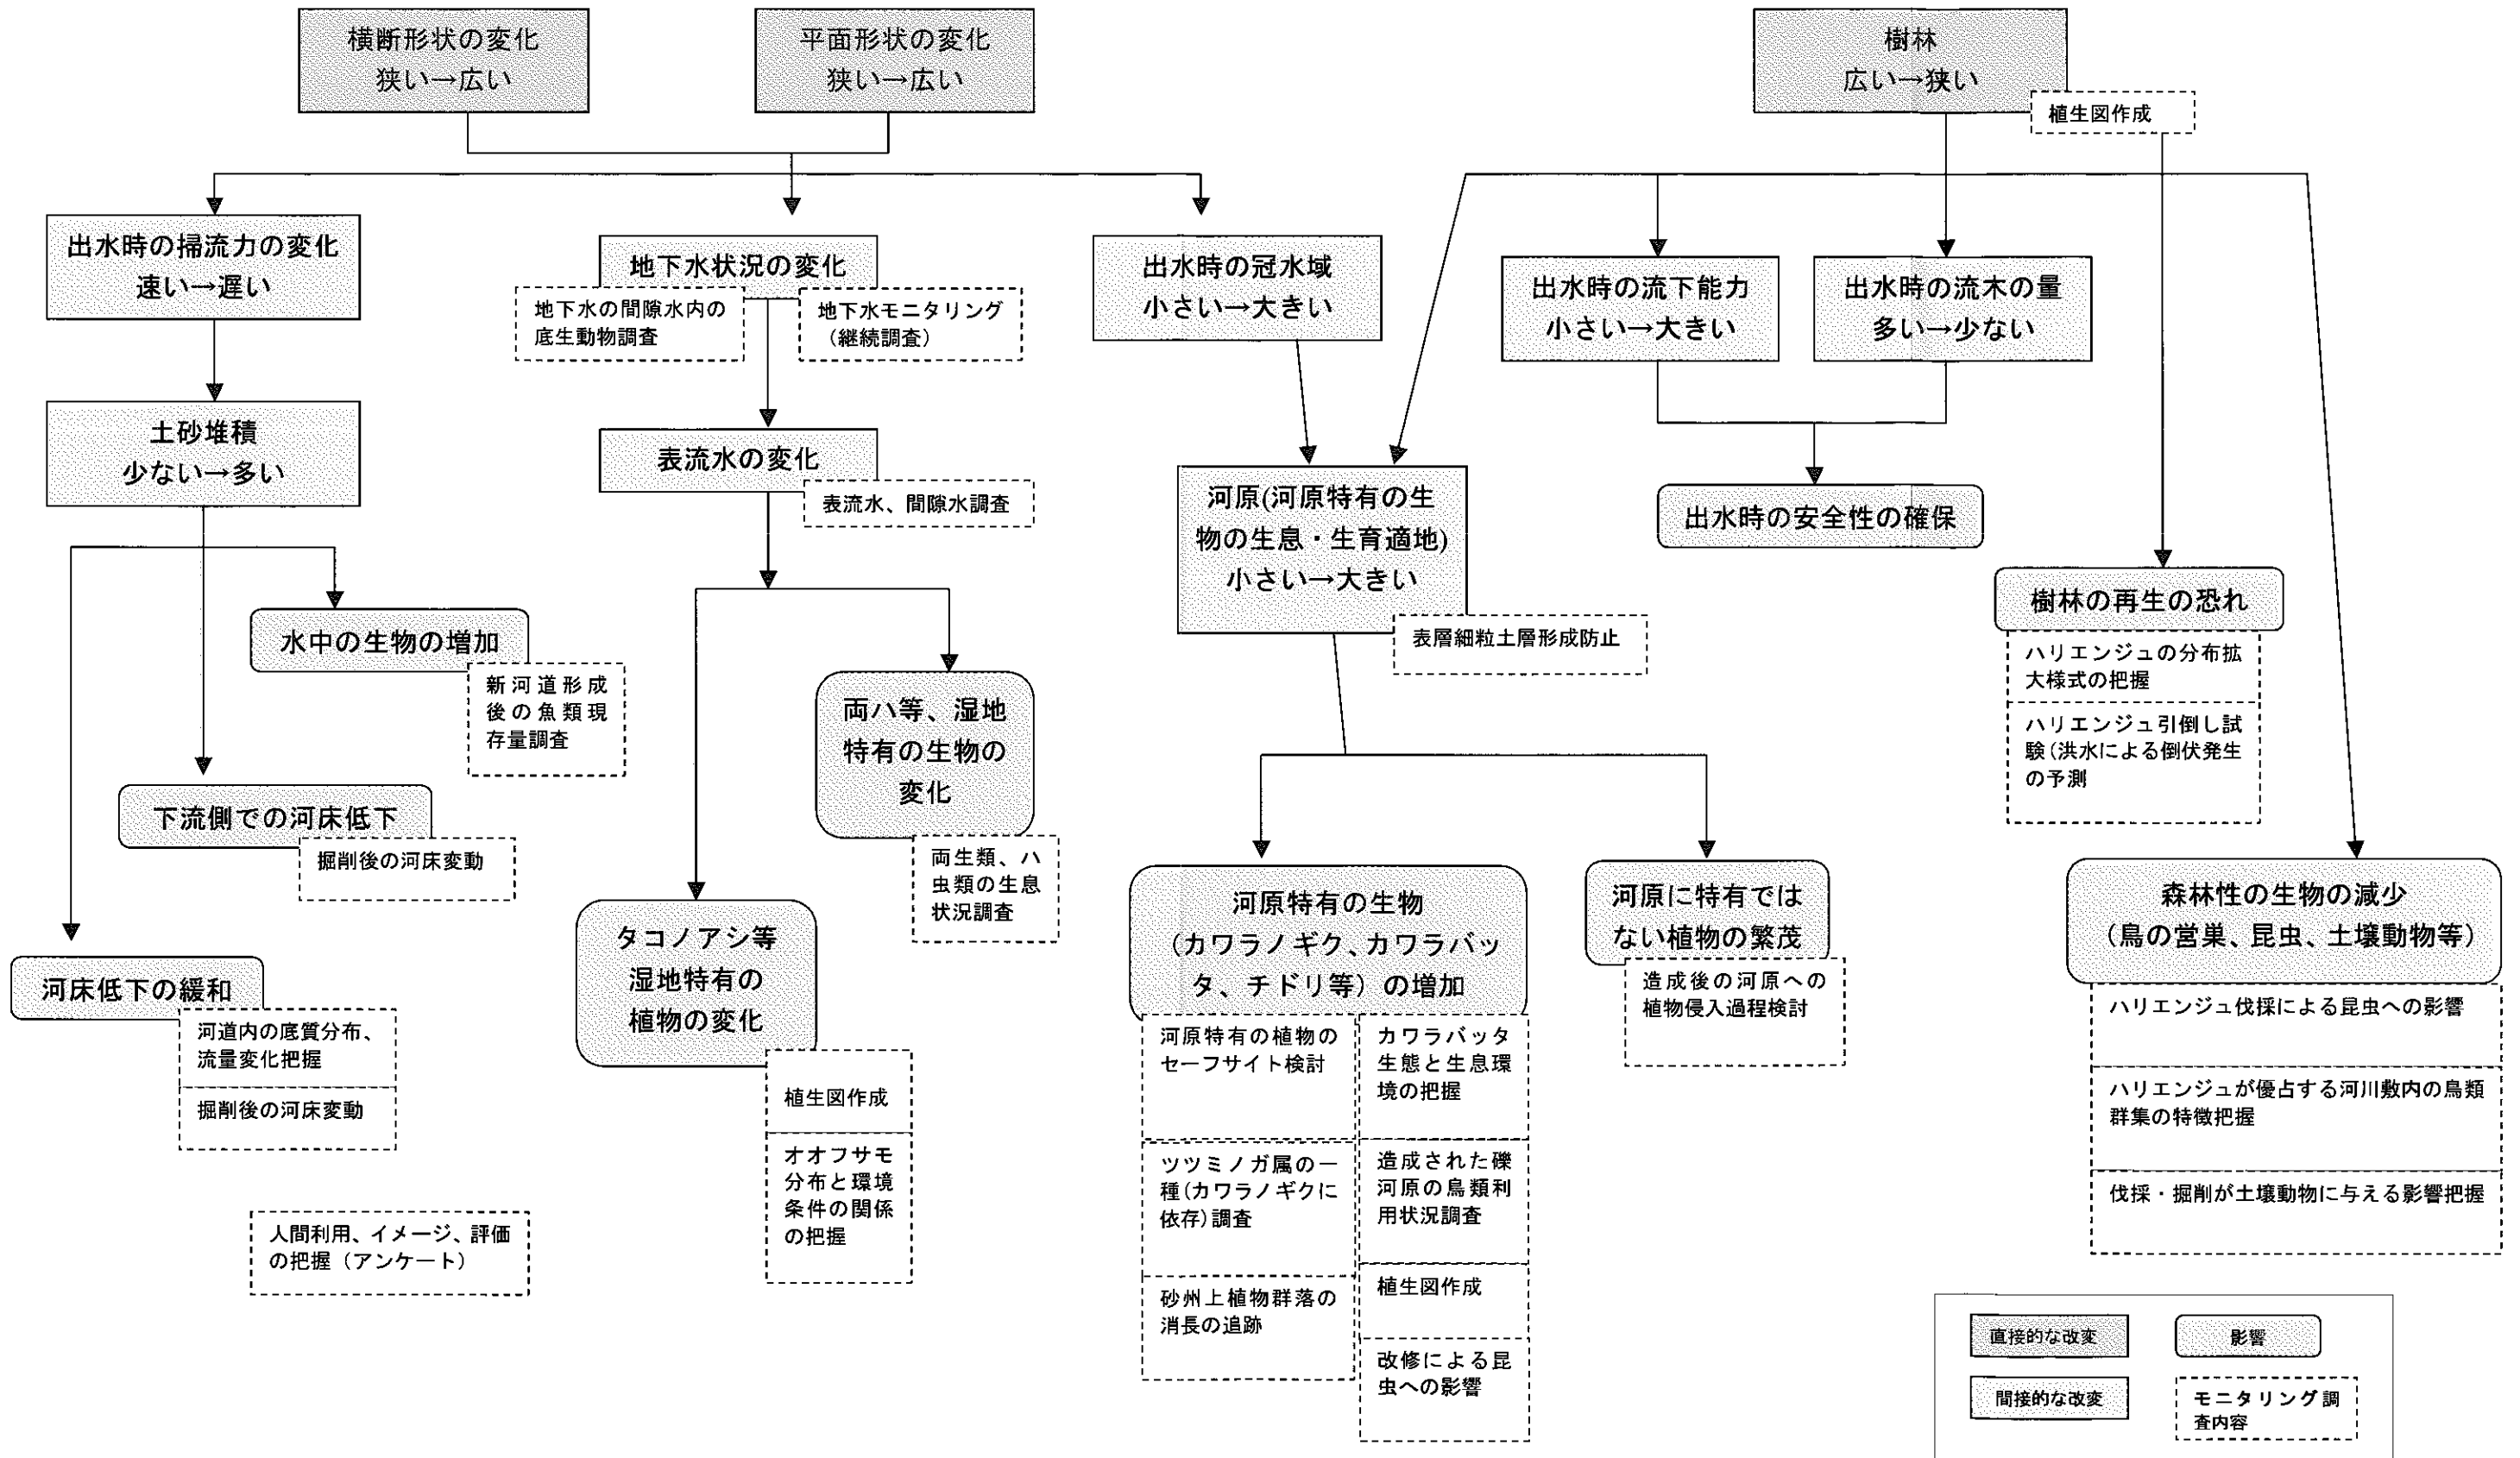 横断形状の変化
狭い→広い
平面形状の変化
狭い→広い
樹林
広い→狭い
植生図作成
出水時の掃流力の変化
速い→遅い
地下水状況の変化
地下水の間隙水内の
底生動物調査
地下水モニタリング
（継続調査）
出水時の冠水域
小さい→大きい
出水時の流下能力
小さい→大きい
出水時の流木の量
多い→少ない
土砂堆積
少ない→多い
表流水の変化
表流水、間隙水調査
河原(河原特有の生
物の生息・生育適地)
小さい→大きい
表層細粒土層形成防止
出水時の安全性の確保
樹林の再生の恐れ
ハリエンジュの分布拡
大様式の把握
ハリエンジュ引倒し試
験(洪水による倒伏発生
の予測
水中の生物の増加
新河道形成
後の魚類現
存量調査
両ハ等、湿地
特有の生物の
変化
両生類、ハ
虫類の生息
状況調査
下流側での河床低下
掘削後の河床変動
タコノアシ等
湿地特有の
植物の変化
植生図作成
オオフサモ
分布と環境
条件の関係
の把握
河床低下の緩和
河道内の底質分布、
流量変化把握
掘削後の河床変動
人間利用、イメージ、評価
の把握（アンケート）
河原特有の生物
（カワラノギク、カワラバッ
タ、チドリ等）の増加
河原特有の植物の
セーフサイト検討
ツツミノガ属の一
種(カワラノギクに
依存)調査
砂州上植物群落の
消長の追跡
カワラバッタ
生態と生息環
境の把握
造成された礫
河原の鳥類利
用状況調査
植生図作成
改修による昆
虫への影響
河原に特有では
ない植物の繁茂
造成後の河原への
植物侵入過程検討
森林性の生物の減少
（鳥の営巣、昆虫、土壌動物等）
ハリエンジュ伐採による昆虫への影響
ハリエンジュが優占する河川敷内の鳥類
群集の特徴把握
伐採・掘削が土壌動物に与える影響把握
直接的な改変
影響
間接的な改変
モニタリング調
査内容